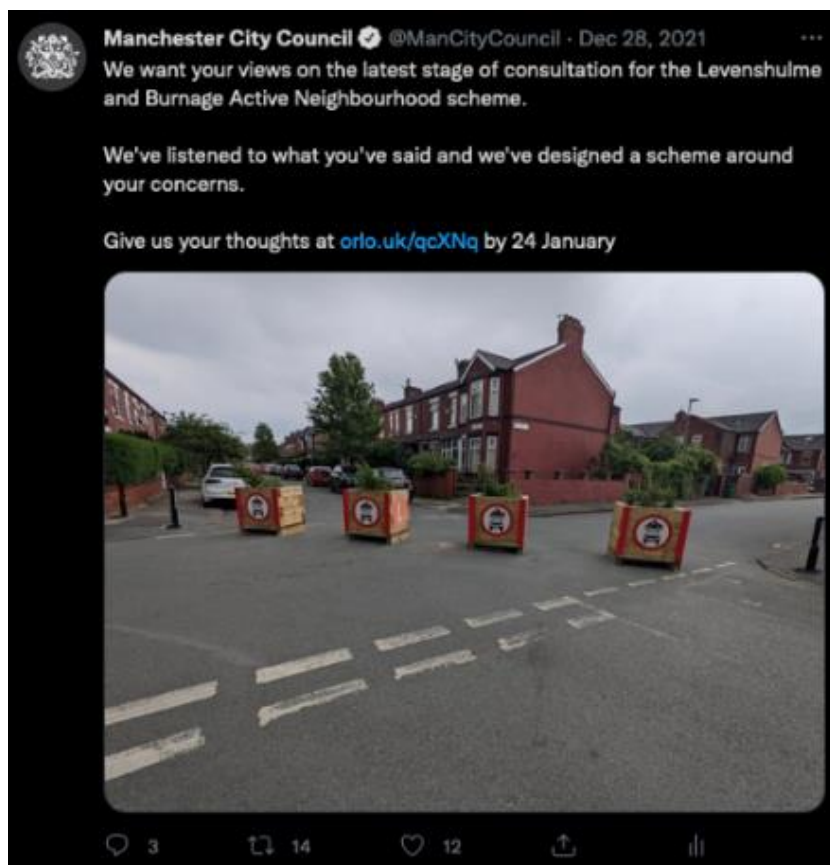 Manchester City Council @ManCityCouncil · Dec 28, 2021
We want your views on the latest stage of consultation for the Levenshulme
and Burnage Active Neighbourhood scheme.
We've listened to what you've said and we've designed a scheme around
your concerns.
Give us your thoughts at orlo.uk/qcXNq by 24 January
3 14 12